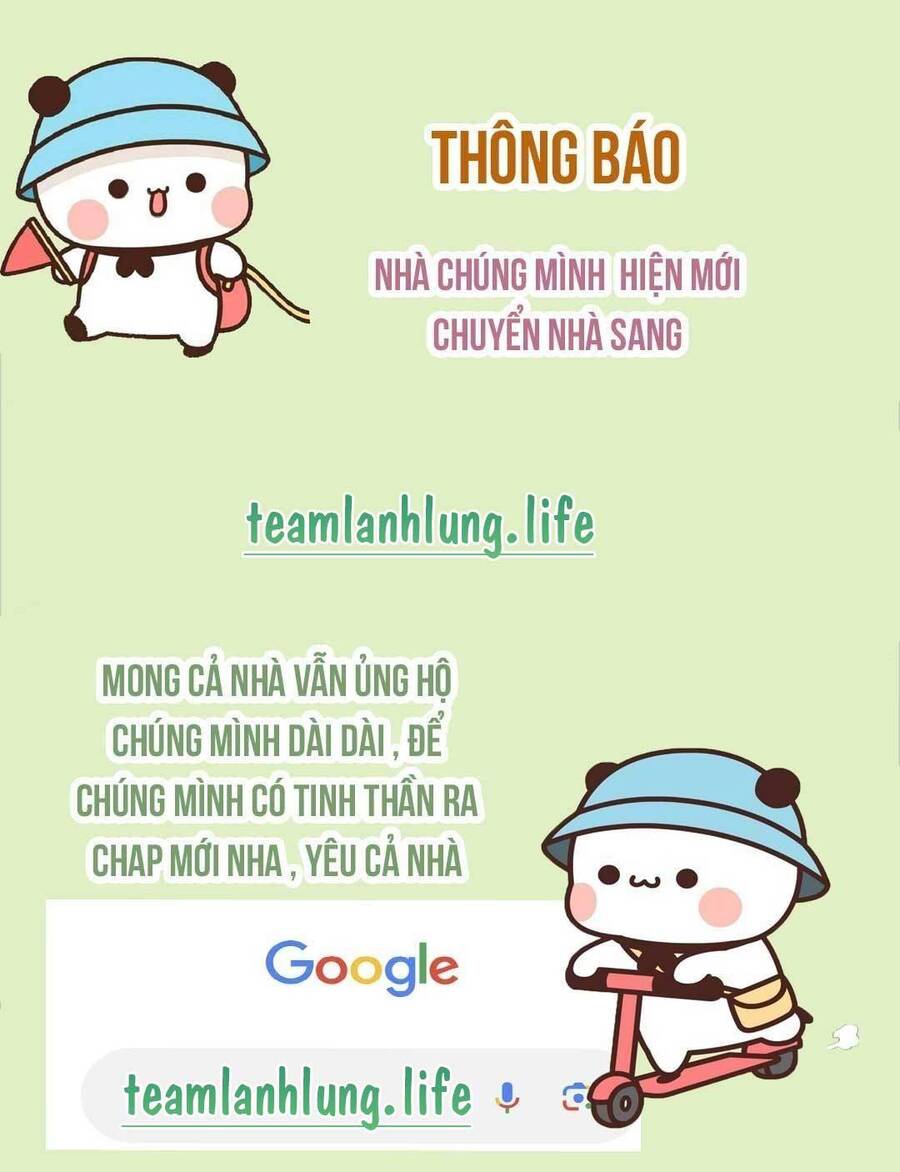 THÔNG BÁO
NHÀ CHÚNG MÌNH HIỆN MỚI
CHUYỂN NHÀ SANG
teamlanhlung.life
MONG CẢ NHÀ VẪN ỦNG HỘ
CHÚNG MÌNH DÀI DÀI , ĐỂ
CHÚNG MÌNH CÓ TINH THẦN RA
CHAP MỚI NHA , YÊU CẢ NHÀ
Google
teamlanhlung.life